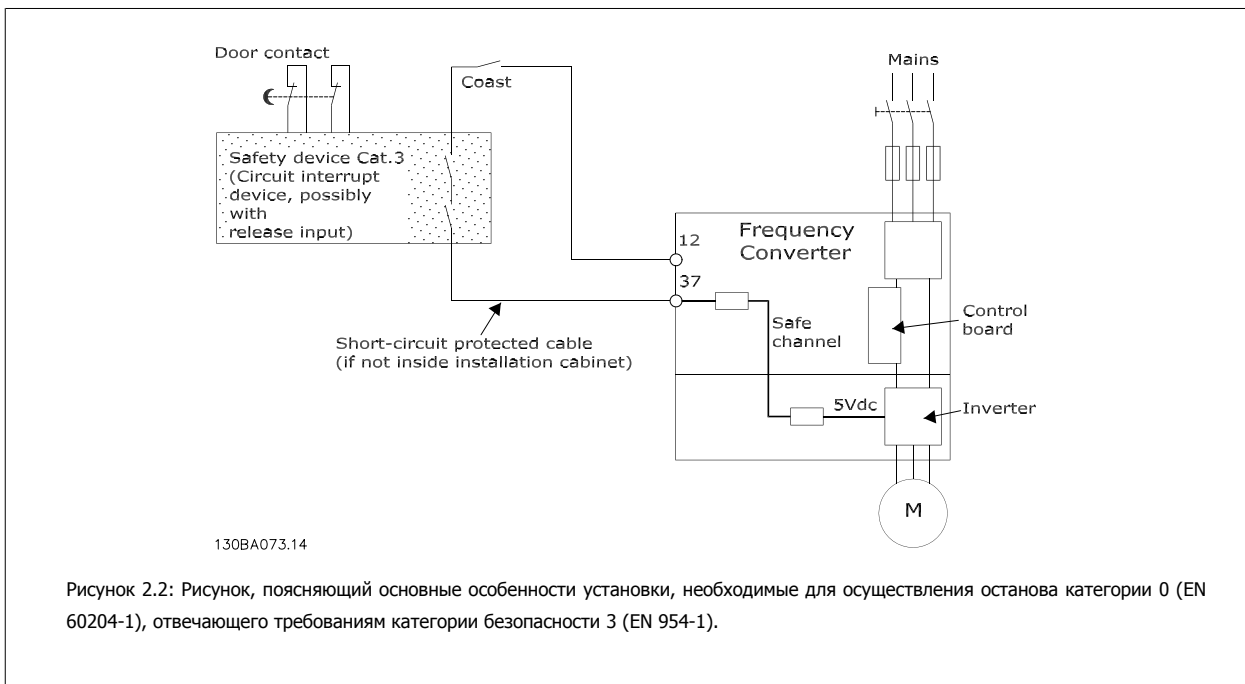 Door contact
Coast
Mains
Safety device Cat.3
(Circuit interrupt
device, possibly
with
release input)
12
37
Frequency
Converter
Short-circuit protected cable
(if not inside installation cabinet)
Safe
channel
Control
board
5Vdc
Inverter
M
130BA073.14
Рисунок 2.2: Рисунок, поясняющий основные особенности установки, необходимые для осуществления останова категории 0 (EN
60204-1), отвечающего требованиям категории безопасности 3 (EN 954-1).